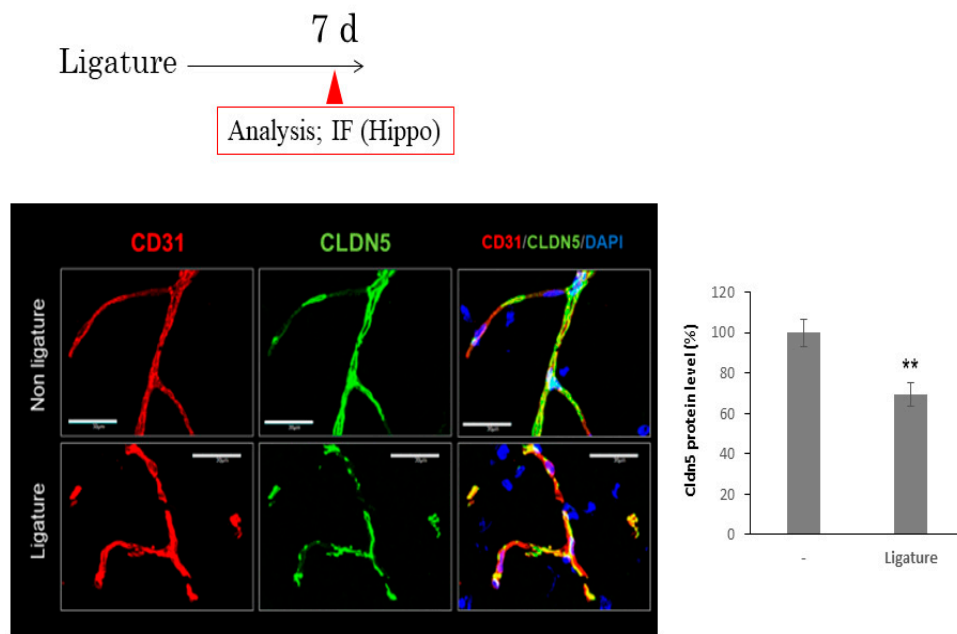 7 d
Ligature
Analysis; IF (Hippo)
CD31
CLDN5
CD31/CLDN5/DAPI
Non ligature
Ligature
Cldn5 protein level (%)
120
100
80
60
40
20
0
**
-
Ligature